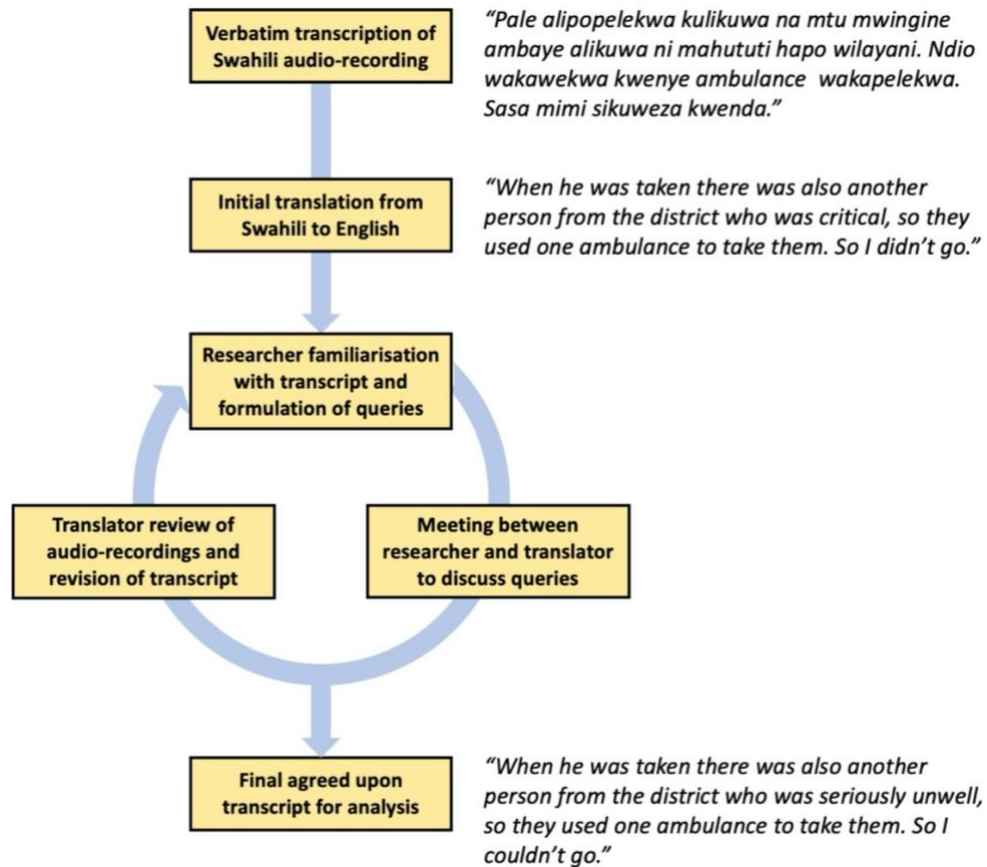 Verbatim transcription of
Swahili audio-recording
“Pale alipopelekwa kulikuwa na mtu mwingine
ambaye alikuwa ni mahututi hapo wilayani. Ndio
wakawekwa kwenye ambulance wakapelekwa.
Sasa mimi sikuweza kwenda.”
Initial translation from
Swahili to English
“When he was taken there was also another
person from the district who was critical, so they
used one ambulance to take them. So I didn’t go.”
Researcher familiarisation
with transcript and
formulation of queries
Translator review of
audio-recordings and
revision of transcript
Meeting between
researcher and translator
to discuss queries
Final agreed upon
transcript for analysis
“When he was taken there was also another
person from the district who was seriously unwell,
so they used one ambulance to take them. So I
couldn’t go.”